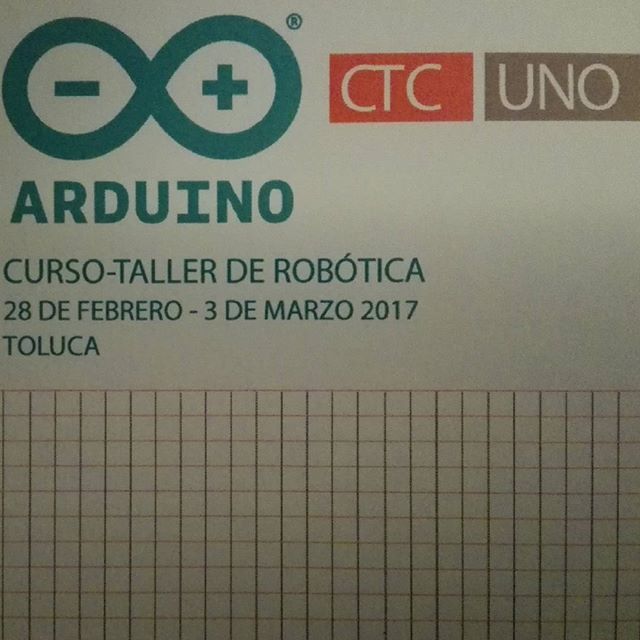 ARDUINO®
CTC UNO
CURSO-TALLER DE ROBÓTICA
28 DE FEBRERO - 3 DE MARZO 2017
TOLUCA